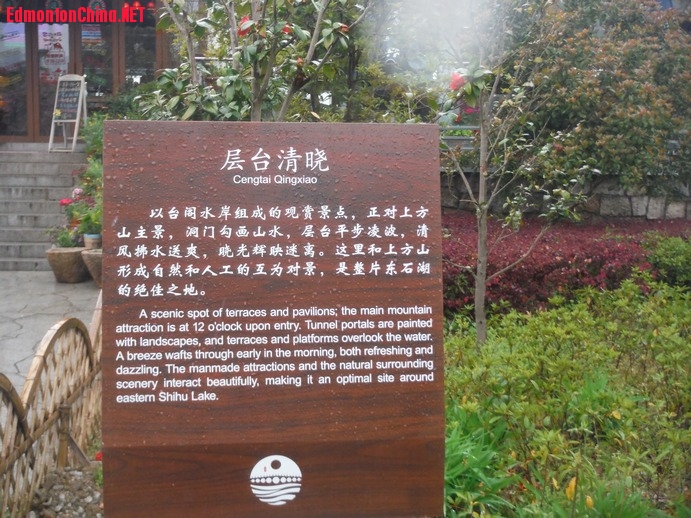 EdmontonChina.NET
层台清晓
Cengtai Qingxiao
以台阁水岸组成的观赏景点，正对上方
山主景，洞门勾画山水，层台平步凌波，清
风拂水送爽，晓光辉映迷离。这里和上方山
形成自然和人工的互为对景，是整片东石湖
的绝佳之地。
A scenic spot of terraces and pavilions; the main mountain
attraction is at 12 o'clock upon entry. Tunnel portals are painted
with landscapes, and terraces and platforms overlook the water.
A breeze wafts through early in the morning, both refreshing and
dazzling. The manmade attractions and the natural surrounding
scenery interact beautifully, making it an optimal site around
eastern Shihu Lake.